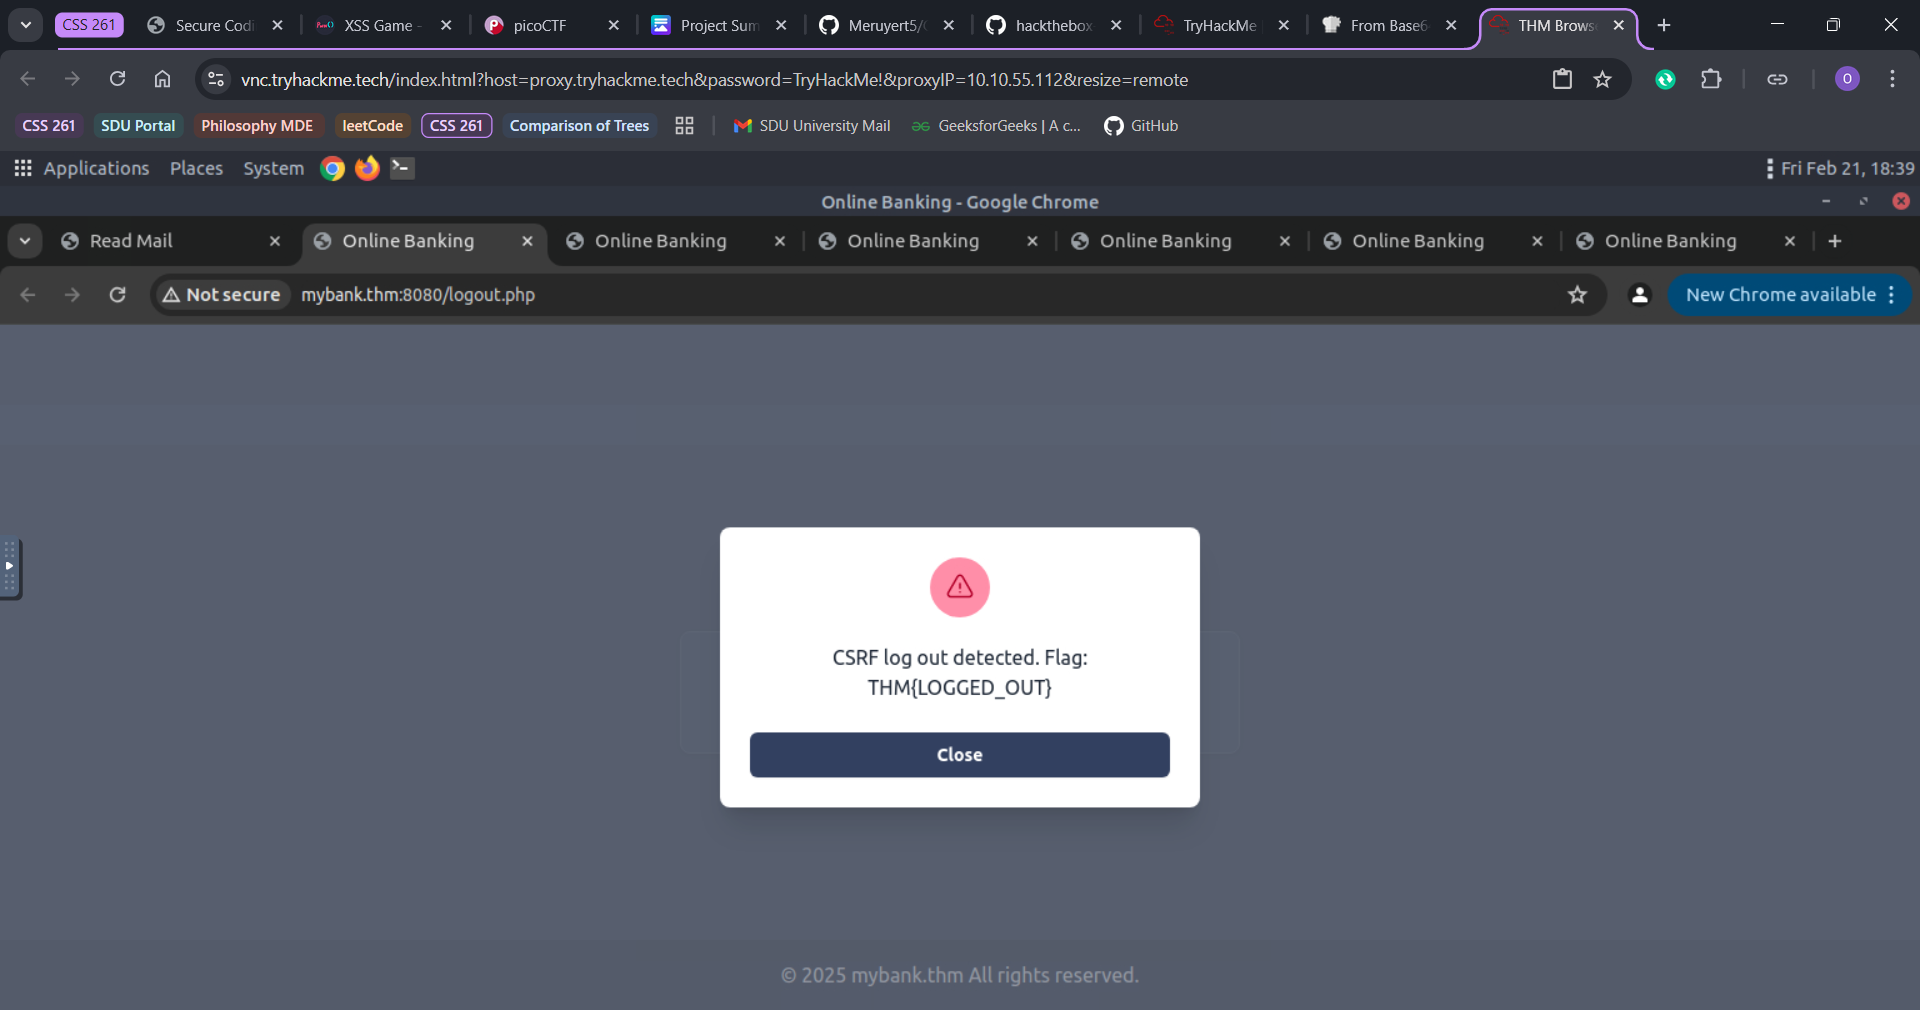 CSS 261
Secure Codi
XSS Game -
picoCTF
Project Sum
Meruyert5/
hackthebox
TryHackMe
From Base6
THM Brows
vnc.tryhackme.tech/index.html?host=proxy.tryhackme.tech&password=TryHackMe!&proxyIP=10.10.55.112&resize=remote
O
CSS 261 SDU Portal Philosophy MDE leetCode CSS 261 Comparison of Trees SDU University Mail GeeksforGeeks | A c... GitHub
Applications Places System Fri Feb 21, 18:39
Online Banking - Google Chrome
Read Mail Online Banking Online Banking Online Banking Online Banking Online Banking Online Banking
Not secure mybank.thm:8080/logout.php New Chrome available
CSRF log out detected. Flag:
THM{LOGGED_OUT}
Close
© 2025 mybank.thm All rights reserved.